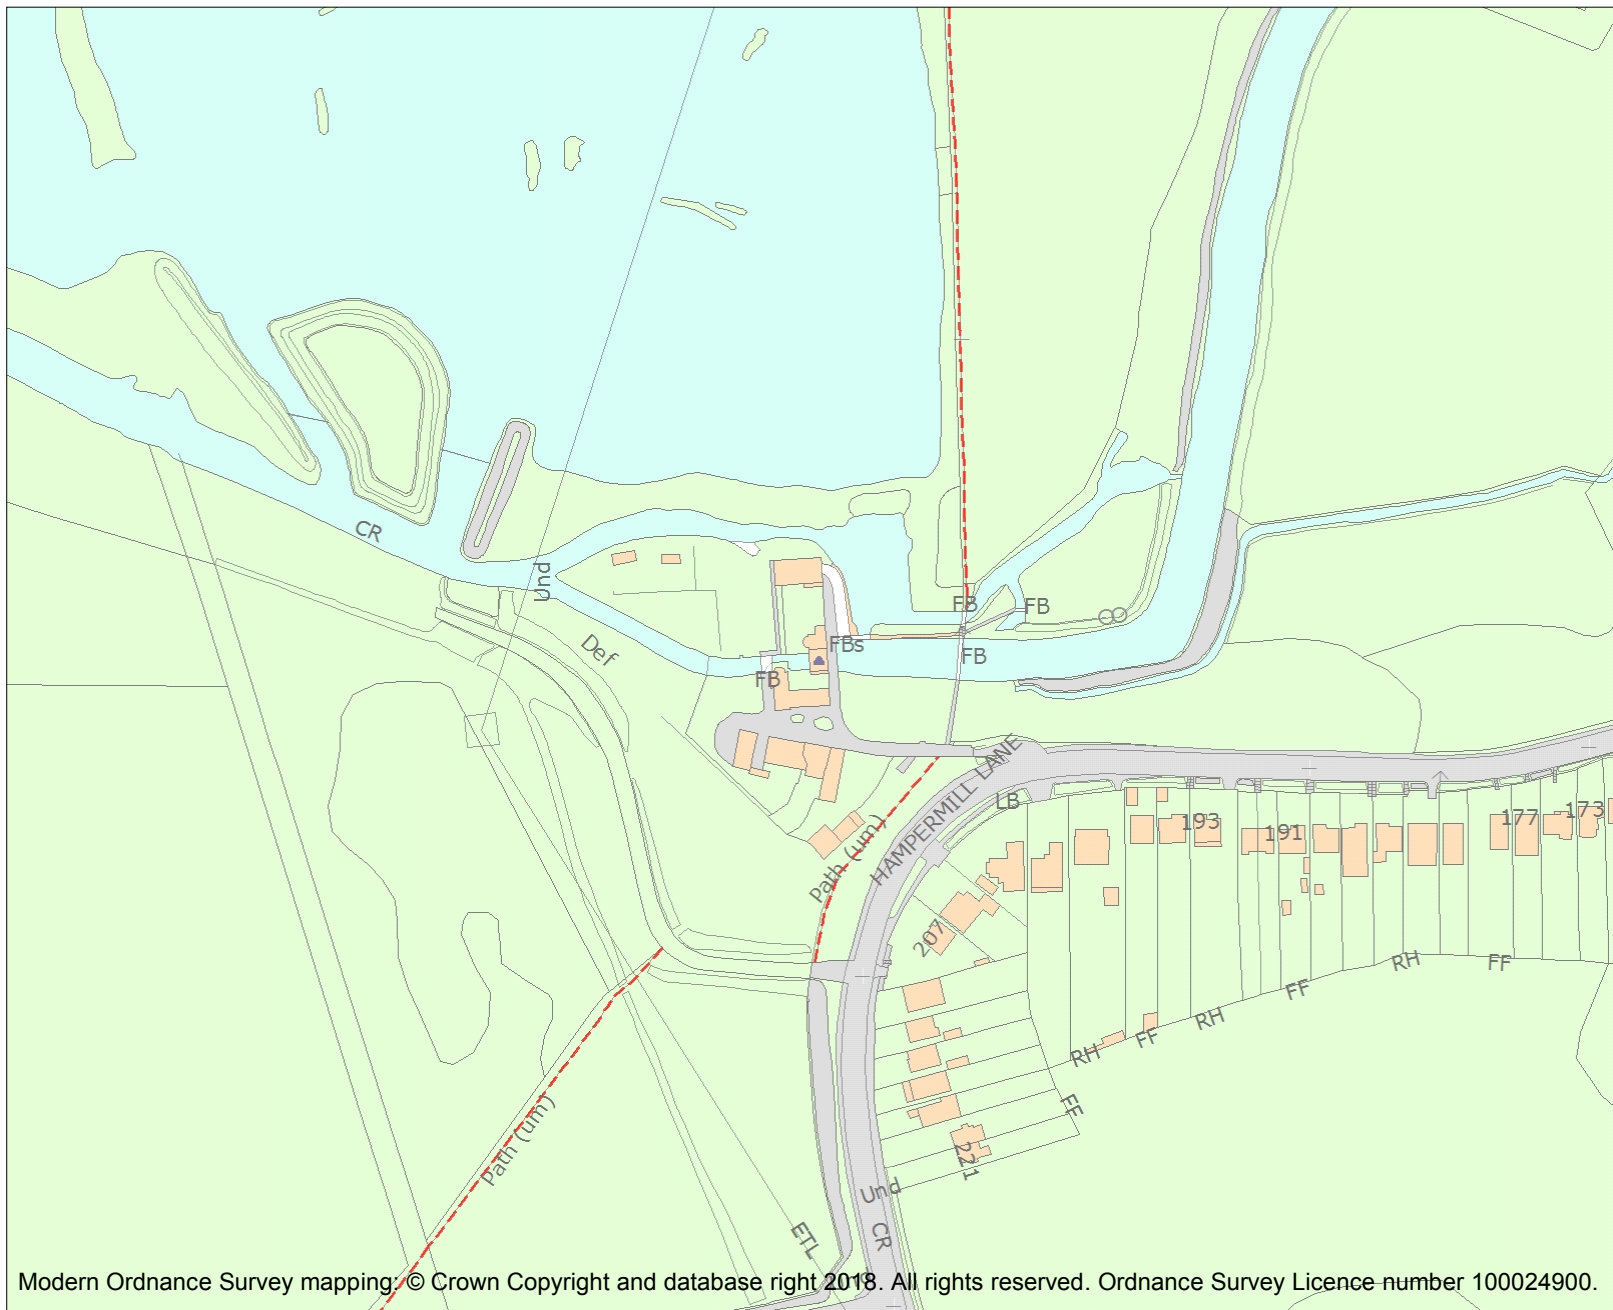 CR
Und
Def
FB
FB
FBs
FB
FB
HAMPERMILL LANE
LB
Path (um)
193
191
177
173
207
RH
FF
FF
RH
RH
FF
FF
Path (um)
221
Und
ETL
CR
Modern Ordnance Survey mapping: © Crown Copyright and database right 2018. All rights reserved. Ordnance Survey Licence number 100024900.